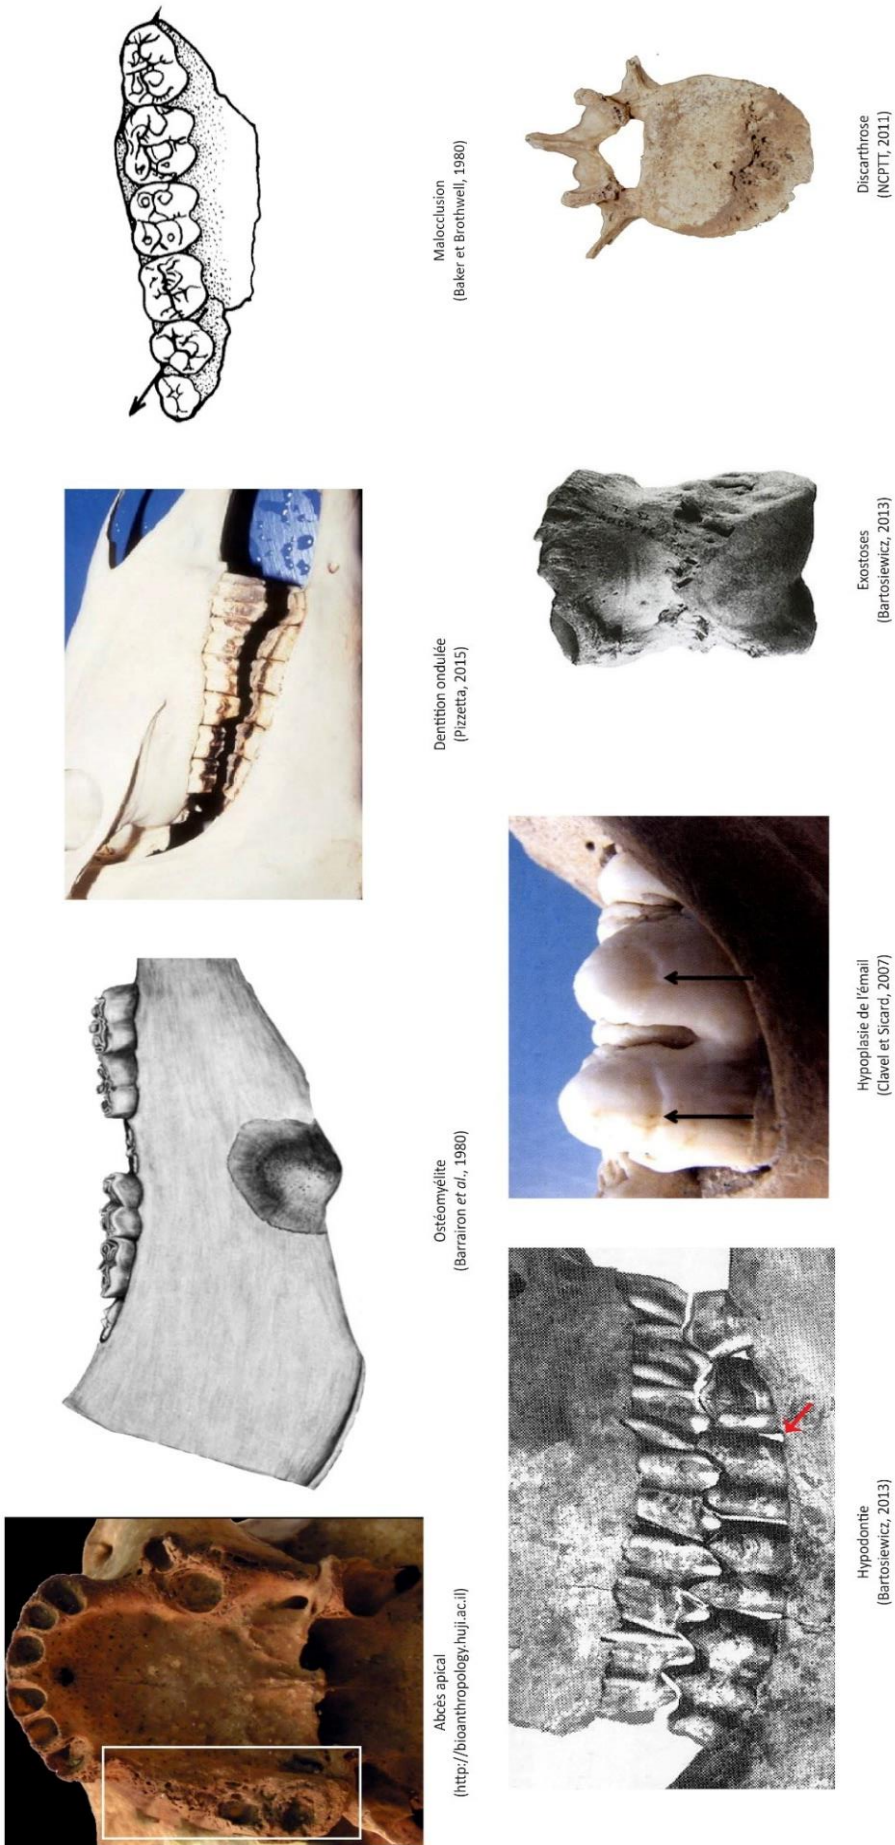 Abcès apical
(http://bioanthropology.huji.ac.il)
Ostéomyélite
(Barrairon et al., 1980)
Dentition ondulée
(Pizzetta, 2015)
Malocclusion
(Baker et Brothwell, 1980)
Hypodontie
(Bartosiewicz, 2013)
Hypoplasie de l'émail
(Clavel et Sicard, 2007)
Exostoses
(Bartosiewicz, 2013)
Discarthrose
(NCPTT, 2011)